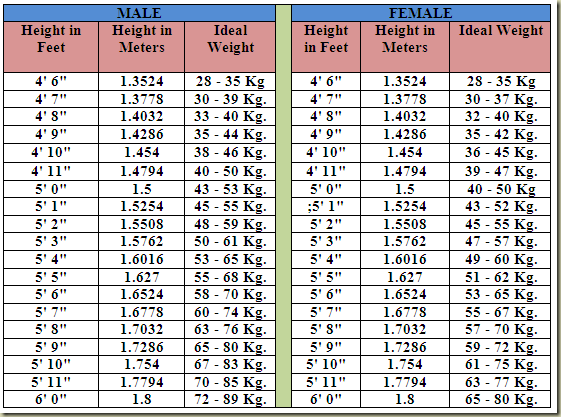 MALE FEMALE
Height in Feet Height in Meters Ideal Weight Height in Feet Height in Meters Ideal Weight
4' 6" 1.3524 28 - 35 Kg 4' 6" 1.3524 28 - 35 Kg
4' 7" 1.3778 30 - 39 Kg. 4' 7" 1.3778 30 - 37 Kg.
4' 8" 1.4032 33 - 40 Kg. 4' 8" 1.4032 32 - 40 Kg.
4' 9" 1.4286 35 - 44 Kg. 4' 9" 1.4286 35 - 42 Kg.
4' 10" 1.454 38 - 46 Kg. 4' 10" 1.454 36 - 45 Kg.
4' 11" 1.4794 40 - 50 Kg. 4' 11" 1.4794 39 - 47 Kg.
5' 0" 1.5 43 - 53 Kg. 5' 0" 1.5 40 - 50 Kg
5' 1" 1.5254 45 - 55 Kg. ;5' 1" 1.5254 43 - 52 Kg.
5' 2" 1.5508 48 - 59 Kg. 5' 2" 1.5508 45 - 55 Kg.
5' 3" 1.5762 50 - 61 Kg. 5' 3" 1.5762 47 - 57 Kg.
5' 4" 1.6016 53 - 65 Kg. 5' 4" 1.6016 49 - 60 Kg.
5' 5" 1.627 55 - 68 Kg. 5' 5" 1.627 51 - 62 Kg.
5' 6" 1.6524 58 - 70 Kg. 5' 6" 1.6524 53 - 65 Kg.
5' 7" 1.6778 60 - 74 Kg. 5' 7" 1.6778 55 - 67 Kg.
5' 8" 1.7032 63 - 76 Kg. 5' 8" 1.7032 57 - 70 Kg.
5' 9" 1.7286 65 - 80 Kg. 5' 9" 1.7286 59 - 72 Kg.
5' 10" 1.754 67 - 83 Kg. 5' 10" 1.754 61 - 75 Kg.
5' 11" 1.7794 70 - 85 Kg. 5' 11" 1.7794 63 - 77 Kg.
6' 0" 1.8 72 - 89 Kg. 6' 0" 1.8 65 - 80 Kg.